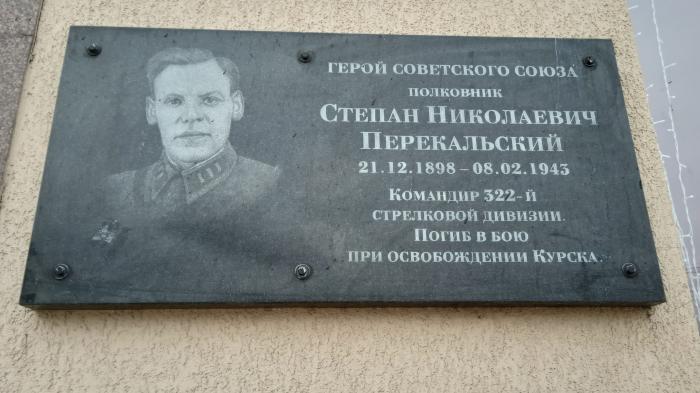 Герой Советского Союза
полковник
Степан Николаевич
Перекальский
21.12.1898 – 08.02.1943
Командир 322-й
стрелковой дивизии.
Погиб в бою
при освобождении Курска.